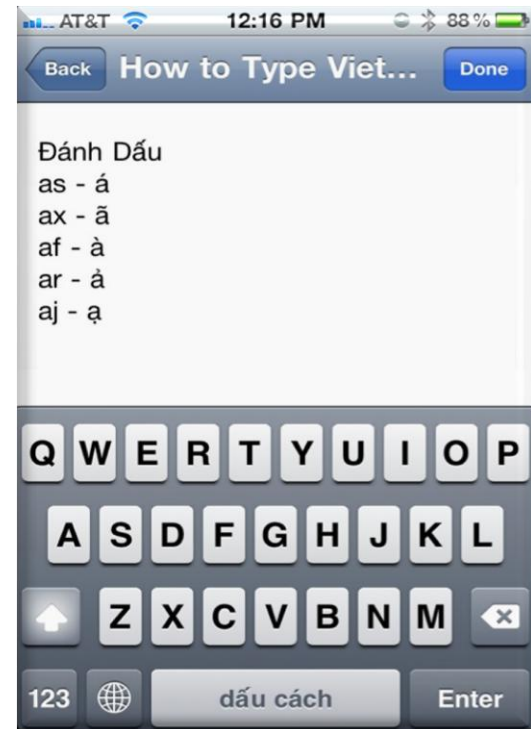 AT&T 12:16 PM 88%
Back How to Type Viet... Done
Đánh Dấu
as - á
ax - ã
af - à
ar - ả
aj - ạ
Q W E R T Y U I O P
A S D F G H J K L
Z X C V B N M
123 dấu cách Enter